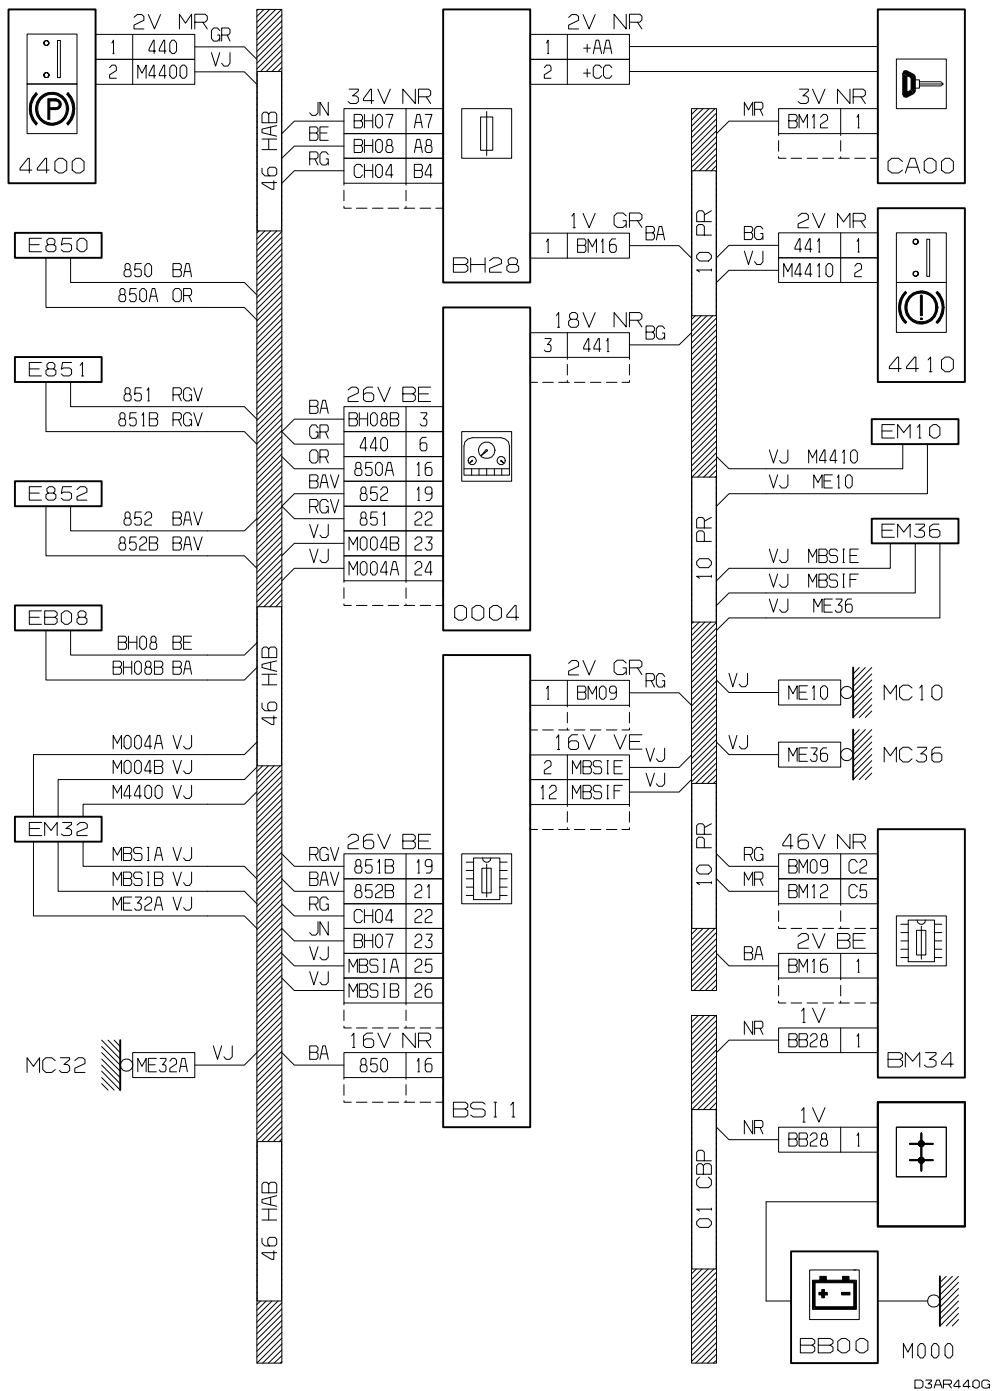 2V MR
1 440 GR
2 M4400 VJ
4400
E850
850 BA
850A OR
E851
851 RGV
851B RGV
E852
852 BAV
852B BAV
EB08
BH08 BE
BH08B BA
M004A VJ
M004B VJ
M4400 VJ
EM32
MBSIA VJ
MBSIB VJ
ME32A VJ
MC32
ME32A
VJ
46 HAB
46 HAB
46 HAB
34V NR
JN BH07 A7
BE BH08 A8
RG CH04 B4
2V NR
1 +AA
2 +CC
1V GR
1 BM16 BA
BH28
18V NR
3 441 BG
26V BE
BA BH08B 3
GR 440 6
OR 850A 16
BAV 852 19
RGV 851 22
VJ M004B 23
VJ M004A 24
0004
2V GR
1 BM09 RG
16V VE
2 MBSIE VJ
12 MBSIF VJ
26V BE
RGV 851B 19
BAV 852B 21
RG CH04 22
JN BH07 23
VJ MBSIA 25
VJ MBSIB 26
16V NR
BA 850 16
BSI1
10 PR
10 PR
10 PR
01 CBP
3V NR
MR BM12 1
CA00
2V MR
BG 441 1
VJ M4410 2
4410
EM10
VJ M4410
VJ ME10
EM36
VJ MBSIE
VJ MBSIF
VJ ME36
VJ ME10 MC10
VJ ME36 MC36
46V NR
RG BM09 C2
MR BM12 C5
2V BE
BA BM16 1
1V
NR BB28 1
BM34
1V
NR BB28 1
BB00
M000
D3AR440G